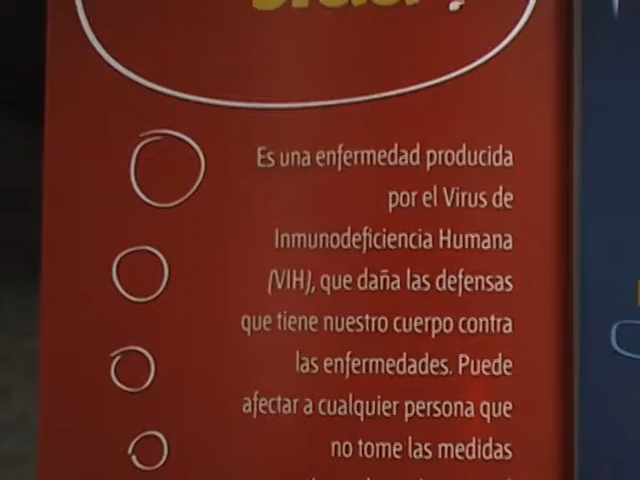 Es una enfermedad producida
por el Virus de
Inmunodeficiencia Humana
(VIH), que daña las defensas
que tiene nuestro cuerpo contra
las enfermedades. Puede
afectar a cualquier persona que
no tome las medidas